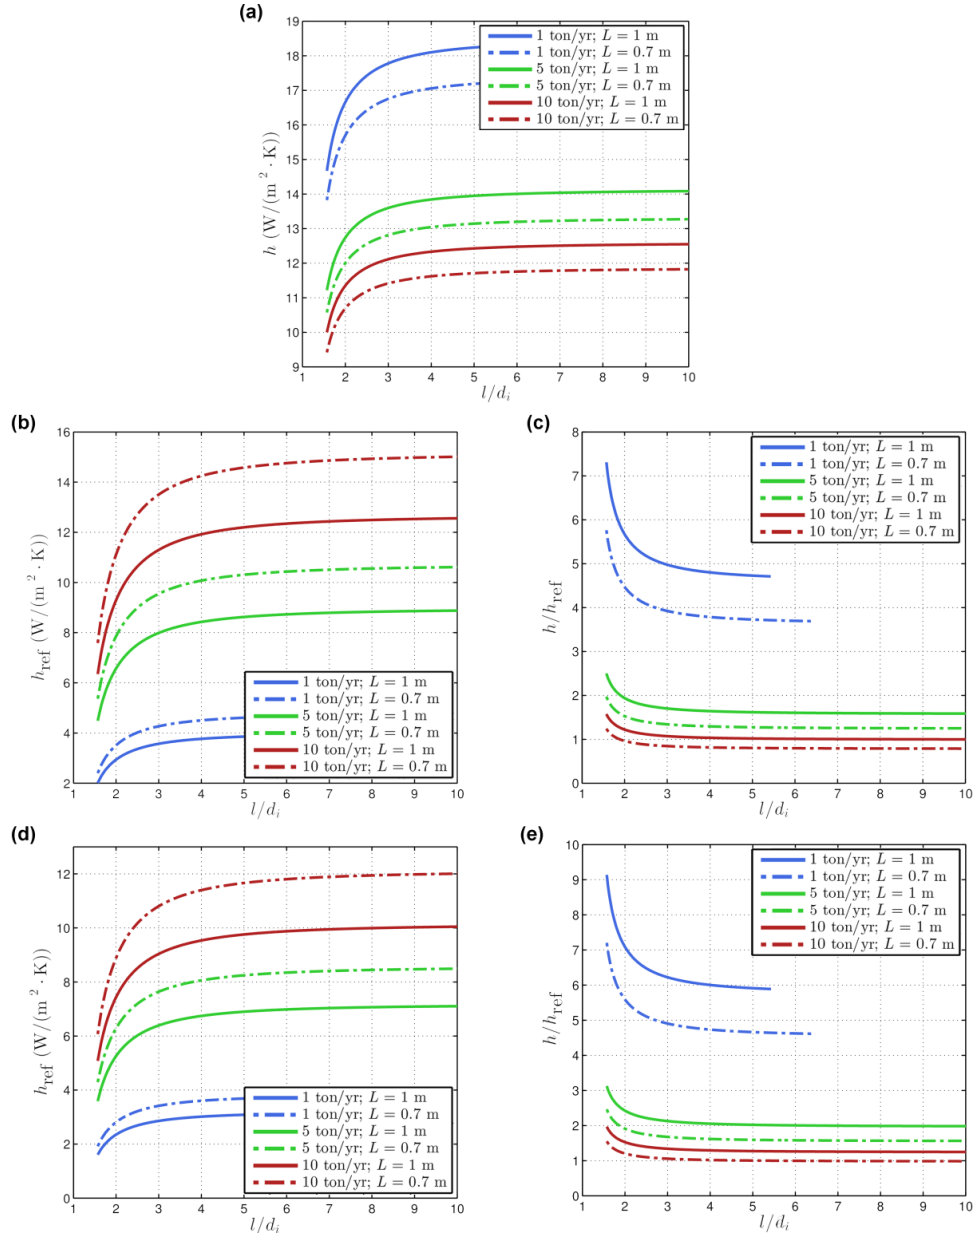 (a)
19
18
17
16
15
14
13
12
11
10
9
h (W/(m² · K))
1 2 3 4 5 6 7 8 9 10
l/dᵢ
1 ton/yr; L = 1 m
1 ton/yr; L = 0.7 m
5 ton/yr; L = 1 m
5 ton/yr; L = 0.7 m
10 ton/yr; L = 1 m
10 ton/yr; L = 0.7 m
(b)
16
14
12
10
8
6
4
2
h_ref (W/(m² · K))
1 2 3 4 5 6 7 8 9 10
l/dᵢ
1 ton/yr; L = 1 m
1 ton/yr; L = 0.7 m
5 ton/yr; L = 1 m
5 ton/yr; L = 0.7 m
10 ton/yr; L = 1 m
10 ton/yr; L = 0.7 m
(c)
8
7
6
5
4
3
2
1
0
h/h_ref
1 2 3 4 5 6 7 8 9 10
l/dᵢ
1 ton/yr; L = 1 m
1 ton/yr; L = 0.7 m
5 ton/yr; L = 1 m
5 ton/yr; L = 0.7 m
10 ton/yr; L = 1 m
10 ton/yr; L = 0.7 m
(d)
12
10
8
6
4
2
0
h_ref (W/(m² · K))
1 2 3 4 5 6 7 8 9 10
l/dᵢ
1 ton/yr; L = 1 m
1 ton/yr; L = 0.7 m
5 ton/yr; L = 1 m
5 ton/yr; L = 0.7 m
10 ton/yr; L = 1 m
10 ton/yr; L = 0.7 m
(e)
10
9
8
7
6
5
4
3
2
1
0
h/h_ref
1 2 3 4 5 6 7 8 9 10
l/dᵢ
1 ton/yr; L = 1 m
1 ton/yr; L = 0.7 m
5 ton/yr; L = 1 m
5 ton/yr; L = 0.7 m
10 ton/yr; L = 1 m
10 ton/yr; L = 0.7 m